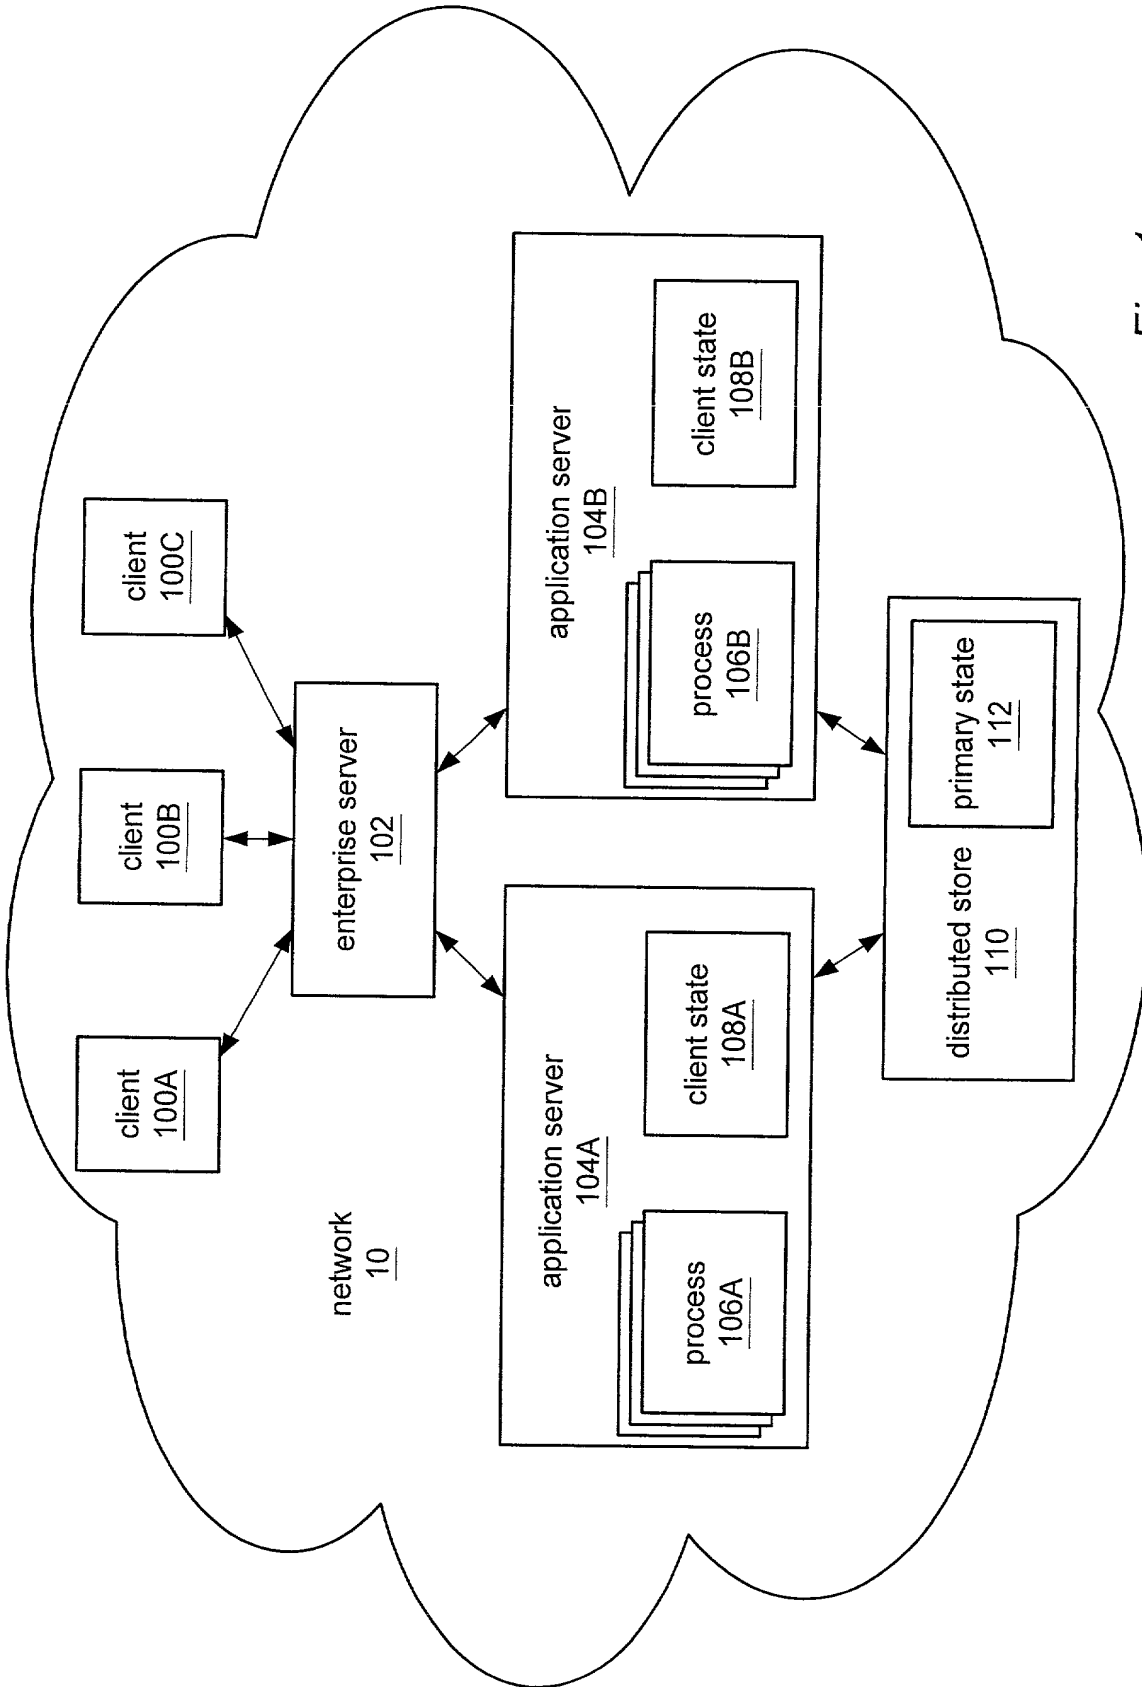 client
100A
client
100B
client
100C
network
10
enterprise server
102
application server
104A
process
106A
client state
108A
application server
104B
process
106B
client state
108B
distributed store
110
primary state
112